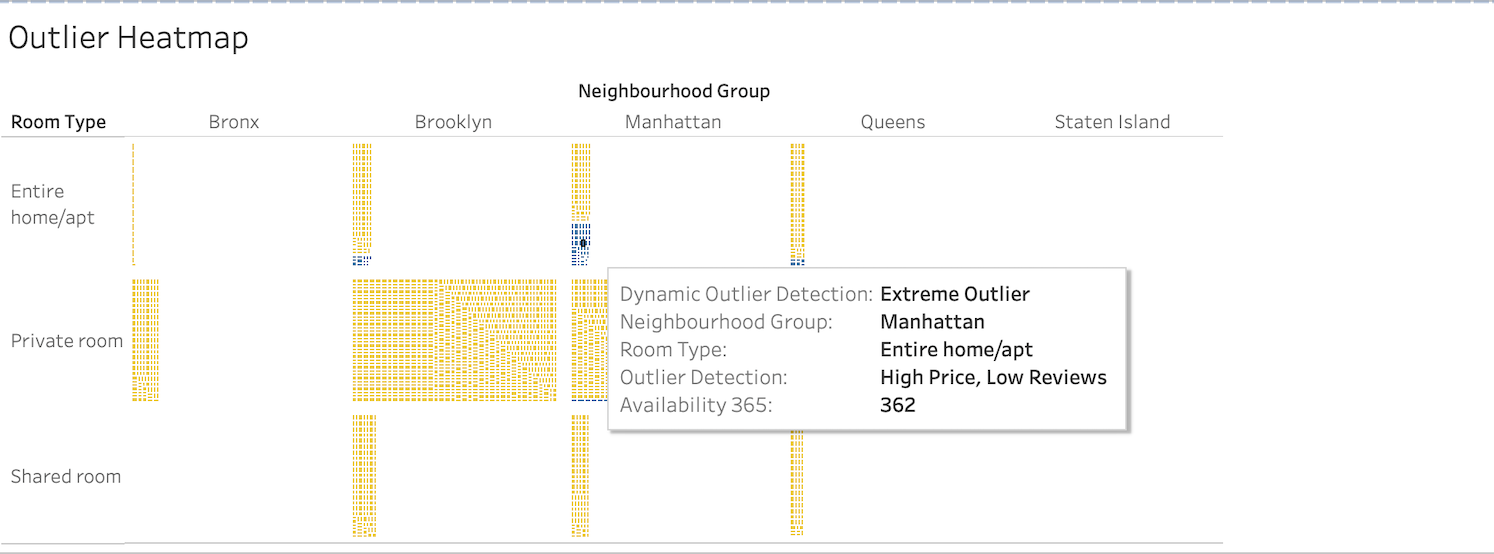 Outlier Heatmap
Neighbourhood Group
Room Type Bronx Brooklyn Manhattan Queens Staten Island
Entire
home/apt
Private room
Shared room
Dynamic Outlier Detection: Extreme Outlier
Neighbourhood Group: Manhattan
Room Type: Entire home/apt
Outlier Detection: High Price, Low Reviews
Availability 365: 362